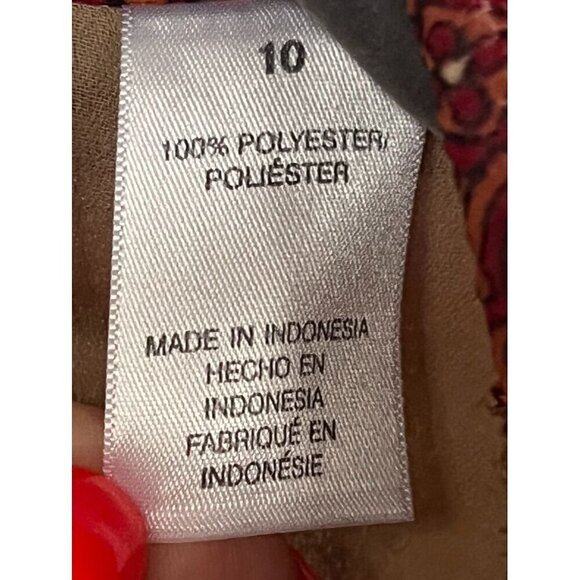 10
100% POLYESTER/
POLIÉSTER
MADE IN INDONESIA
HECHO EN
INDONESIA
FABRIQUÉ EN
INDONÉSIE